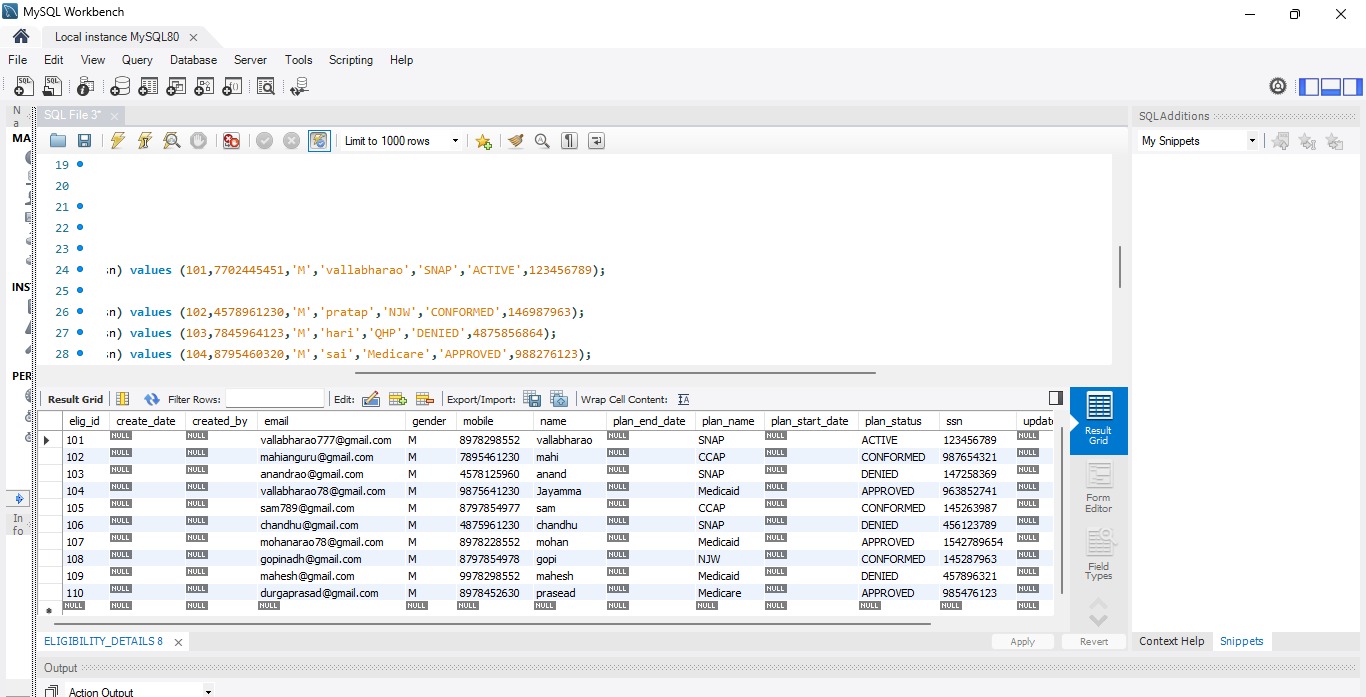 MySQL Workbench
Local instance MySQL80
File Edit View Query Database Server Tools Scripting Help
N
a
SQL File 3*
SQLAdditions
MA
Limit to 1000 rows
My Snippets
19
20
21
22
23
24 sn) values (101,7702445451,'M','vallabharao','SNAP','ACTIVE',123456789);
25
26 sn) values (102,4578961230,'M','pratap','NJW','CONFORMED',146987963);
27 sn) values (103,7845964123,'M','hari','QHP','DENIED',4875856864);
28 sn) values (104,8795460320,'M','sai','Medicare','APPROVED',988276123);
INS
PER
In
fo
Result Grid Filter Rows: Edit: Export/Import: Wrap Cell Content:
elig_id create_date created_by email gender mobile name plan_end_date plan_name plan_start_date plan_status ssn updat
101 NULL NULL vallabharao777@gmail.com M 8978298552 vallabharao NULL SNAP NULL ACTIVE 123456789 NULL
102 NULL NULL mahianguru@gmail.com M 7895461230 mahi NULL CCAP NULL CONFORMED 987654321 NULL
103 NULL NULL anandrao@gmail.com M 4578125960 anand NULL SNAP NULL DENIED 147258369 NULL
104 NULL NULL vallabharao78@gmail.com M 9875641230 Jayamma NULL Medicaid NULL APPROVED 963852741 NULL
105 NULL NULL sam789@gmail.com M 8797854977 sam NULL CCAP NULL CONFORMED 145263987 NULL
106 NULL NULL chandhu@gmail.com M 4875961230 chandhu NULL SNAP NULL DENIED 456123789 NULL
107 NULL NULL mohanarao78@gmail.com M 8978228552 mohan NULL Medicaid NULL APPROVED 1542789654 NULL
108 NULL NULL gopinadh@gmail.com M 8797854978 gopi NULL NJW NULL CONFORMED 145287963 NULL
109 NULL NULL mahesh@gmail.com M 9978298552 mahesh NULL Medicaid NULL DENIED 457896321 NULL
110 NULL NULL durgaprasad@gmail.com M 8978452630 prasead NULL Medicare NULL APPROVED 985476123 NULL
NULL NULL NULL NULL NULL NULL NULL NULL NULL NULL NULL NULL NULL
Result
Grid
Form
Editor
Field
Types
ELIGIBILITY_DETAILS 8
Apply Revert
Context Help Snippets
Output
Action Output